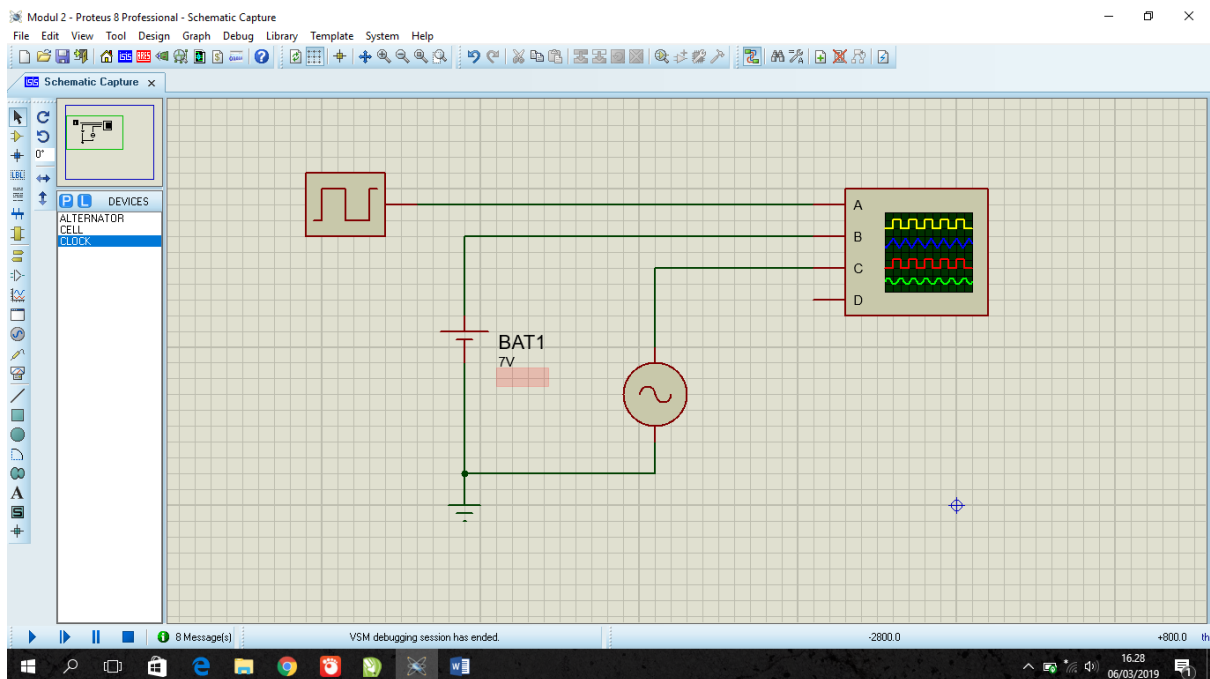 Modul 2 - Proteus 8 Professional - Schematic Capture
File Edit View Tool Design Graph Debug Library Template System Help
Schematic Capture
0°
P L DEVICES
ALTERNATOR
CELL
CLOCK
LBL
A
BAT1
7V
A
B
C
D
8 Message(s)
VSM debugging session has ended.
-2800.0
+800.0 th
16.28
06/03/2019